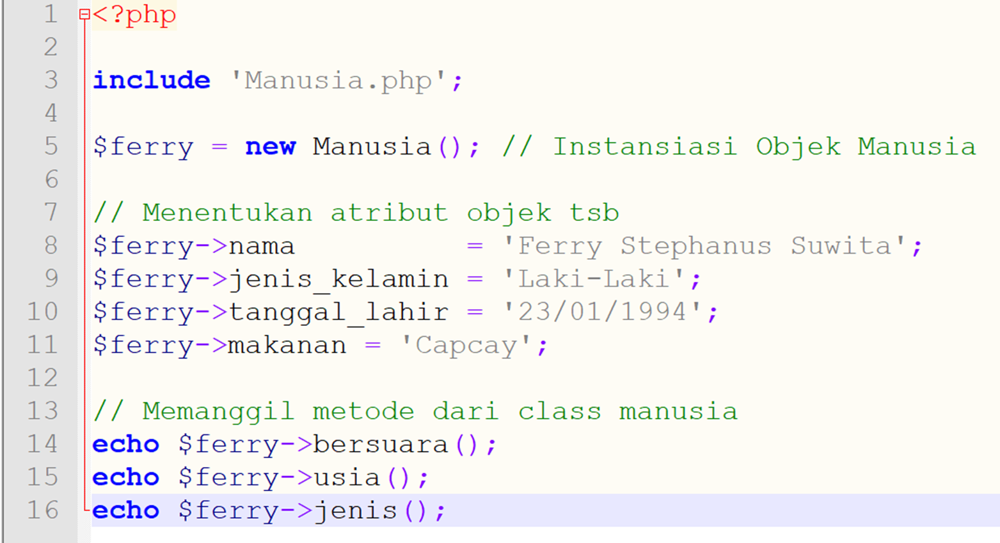 1 <?php
2
3 include 'Manusia.php';
4
5 $ferry = new Manusia(); // Instansiasi Objek Manusia
6
7 // Menentukan atribut objek tsb
8 $ferry->nama          = 'Ferry Stephanus Suwita';
9 $ferry->jenis_kelamin = 'Laki-Laki';
10 $ferry->tanggal_lahir = '23/01/1994';
11 $ferry->makanan = 'Capcay';
12
13 // Memanggil metode dari class manusia
14 echo $ferry->bersuara();
15 echo $ferry->usia();
16 echo $ferry->jenis();